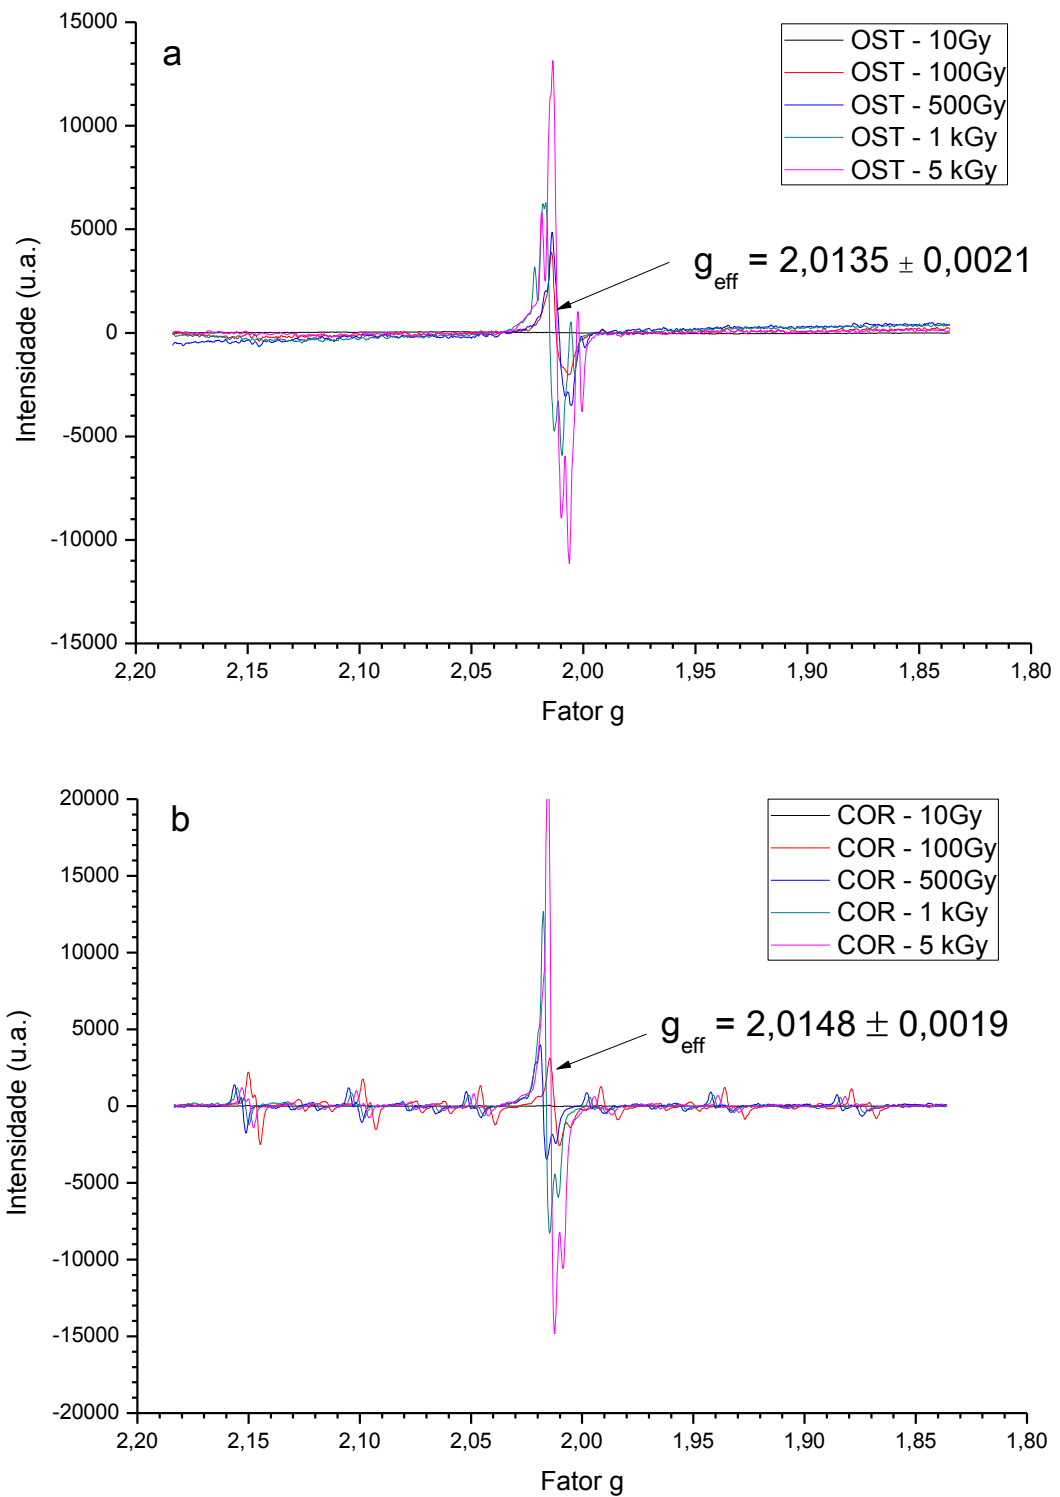 a
15000
10000
5000
0
-5000
-10000
-15000
Intensidade (u.a.)
OST - 10Gy
OST - 100Gy
OST - 500Gy
OST - 1 kGy
OST - 5 kGy
geff = 2,0135 ± 0,0021
2,20 2,15 2,10 2,05 2,00 1,95 1,90 1,85 1,80
Fator g
b
20000
15000
10000
5000
0
-5000
-10000
-15000
-20000
Intensidade (u.a.)
COR - 10Gy
COR - 100Gy
COR - 500Gy
COR - 1 kGy
COR - 5 kGy
geff = 2,0148 ± 0,0019
2,20 2,15 2,10 2,05 2,00 1,95 1,90 1,85 1,80
Fator g